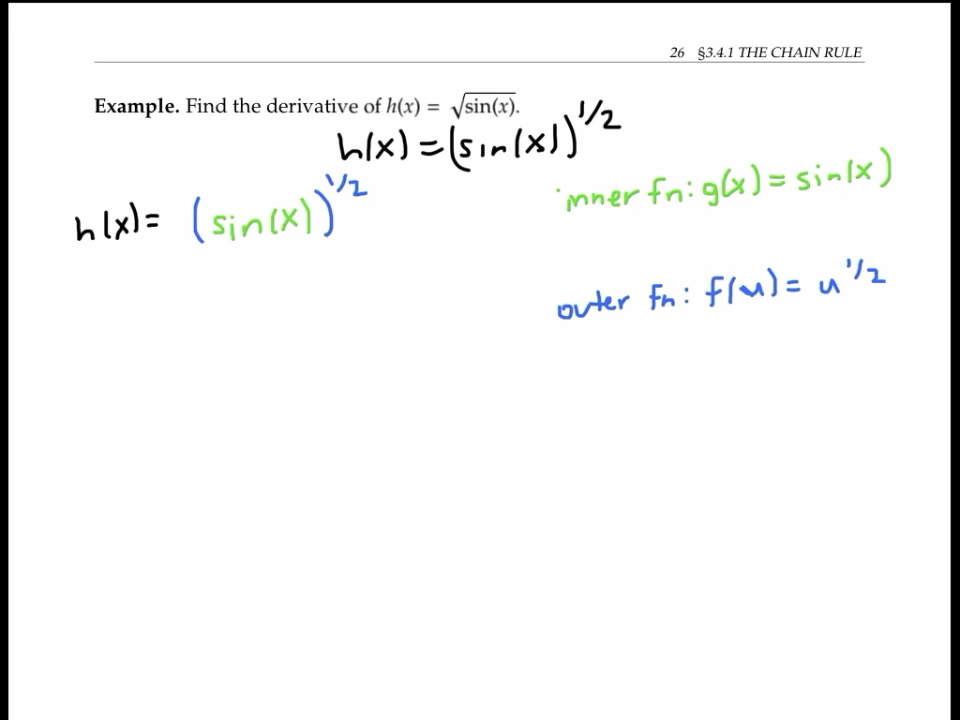 26 §3.4.1 THE CHAIN RULE
Example. Find the derivative of h(x) = √sin(x).
h(x) = (sin(x))^1/2
inner fn: g(x) = sin(x)
h(x) = (sin(x))^1/2
outer fn: f(u) = u^1/2